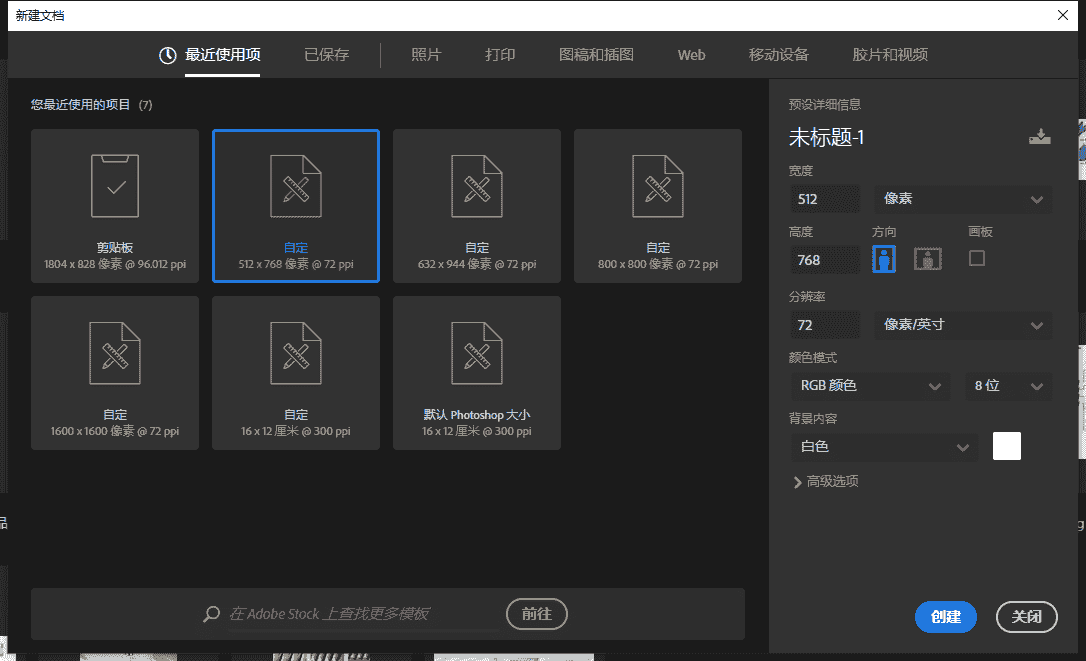 新建文档
最近使用项 已保存 照片 打印 图稿和插图 Web 移动设备 胶片和视频
您最近使用的项目 (7)
剪贴板
1804 x 828 像素 @ 96.012 ppi
自定
512 x 768 像素 @ 72 ppi
自定
632 x 944 像素 @ 72 ppi
自定
800 x 800 像素 @ 72 ppi
自定
1600 x 1600 像素 @ 72 ppi
自定
16 x 12 厘米 @ 300 ppi
默认 Photoshop 大小
16 x 12 厘米 @ 300 ppi
在 Adobe Stock 上查找更多模板
前往
预设详细信息
未标题-1
宽度
512 像素
高度 方向 画板
768
分辨率
72 像素/英寸
颜色模式
RGB 颜色 8 位
背景内容
白色
高级选项
创建 关闭
品
g